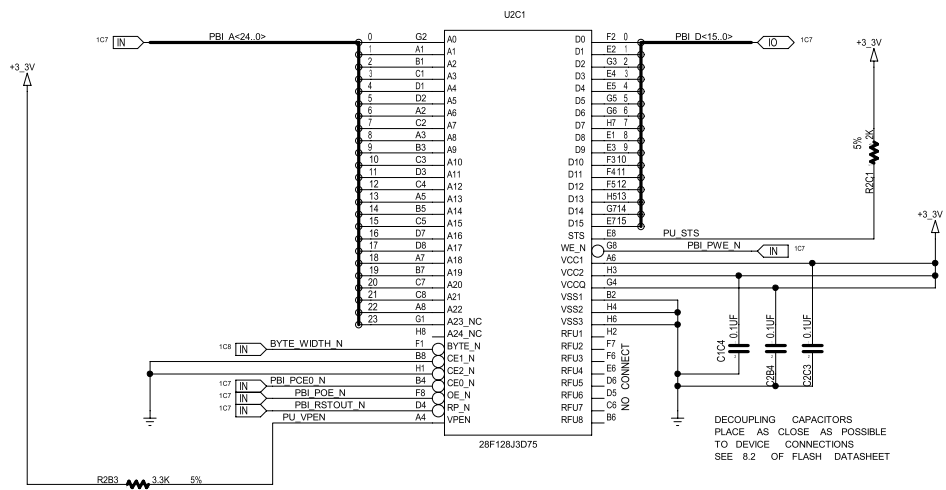 U2C1
1C7 IN PBI_A<24..0> 0 G2 A0 D0 F2 0 PBI_D<15..0> IO 1C7
1 A1 A1 D1 E2 1
2 B1 A2 D2 G3 2
3 C1 A3 D3 E4 3
4 D1 A4 D4 E5 4
5 D2 A5 D5 G5 5
6 A2 A6 D6 G6 6
7 C2 A7 D7 H7 7
8 A3 A8 D8 E1 8
9 B3 A9 D9 E3 9
10 C3 A10 D10 F3 10
11 D3 A11 D11 F4 11
12 C4 A12 D12 F5 12
13 A5 A13 D13 H5 13
14 B5 A14 D14 G7 14
15 C5 A15 D15 E7 15
16 D7 A16 STS E8 PU_STS
17 D8 A17 WE_N G8 PBI_PWE_N IN 1C7
18 A7 A18 VCC1 A6
19 B7 A19 VCC2 H3
20 C7 A20 VCCQ G4
21 C8 A21 VSS1 B2
22 A8 A22 VSS2 H4
23 G1 A23_NC VSS3 H6
H8 A24_NC RFU1 H2
1C8 IN BYTE_WIDTH_N F1 BYTE_N RFU2 F7
B8 CE1_N RFU3 F6
H1 CE2_N RFU4 E6
1C7 IN PBI_PCE0_N B4 CE0_N RFU5 D6
1C7 IN PBI_POE_N F8 OE_N RFU6 D5
1C7 IN PBI_RSTOUT_N D4 RP_N RFU7 C6
PU_VPEN A4 VPEN RFU8 B6
NO CONNECT
28F128J3D75
+3_3V
R2B3 3.3K 5%
+3_3V
5% 2K
R2C1
+3_3V
C1C4 0.1UF
C2B4 0.1UF
C2C3 0.1UF
DECOUPLING CAPACITORS
PLACE AS CLOSE AS POSSIBLE
TO DEVICE CONNECTIONS
SEE 8.2 OF FLASH DATASHEET